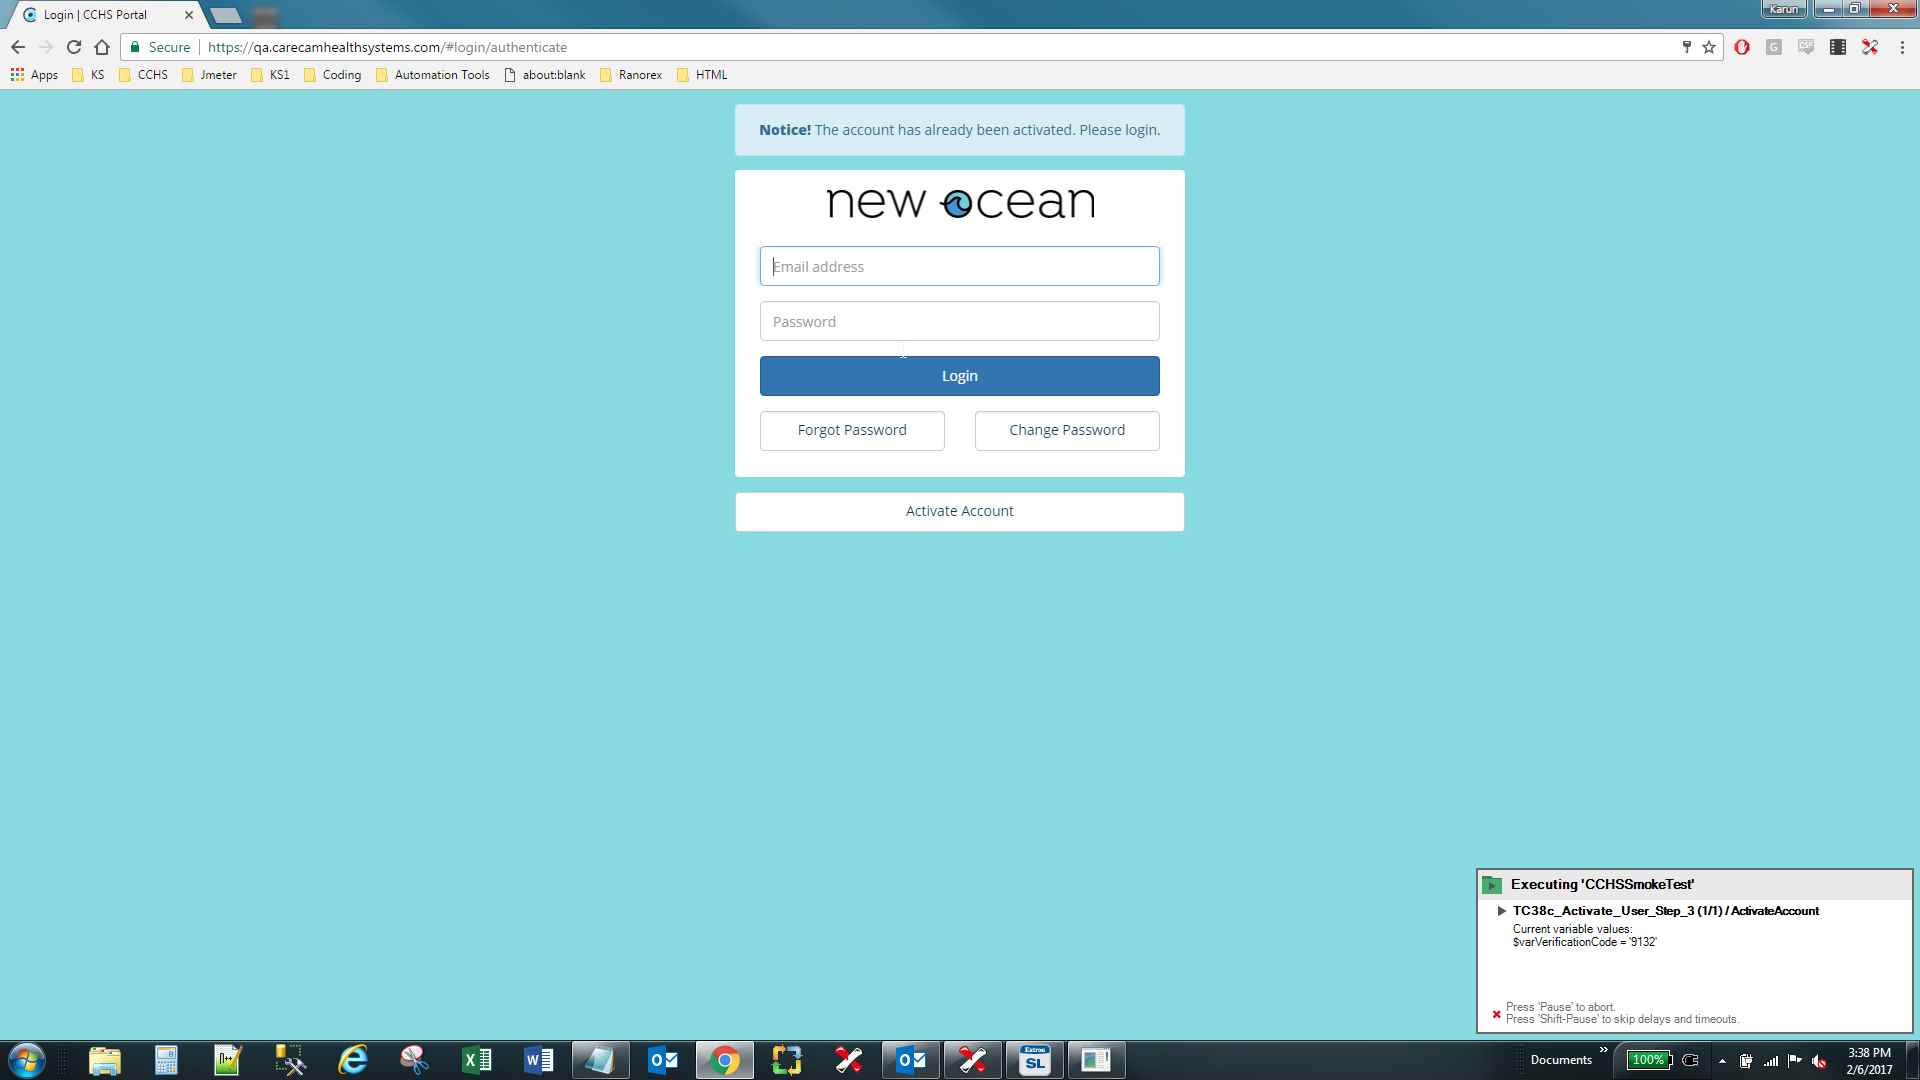 Login | CCHS Portal
Karun
Secure
https://qa.carecamhealthsystems.com/#login/authenticate
Apps KS CCHS Jmeter KS1 Coding Automation Tools about:blank Ranorex HTML
Notice! The account has already been activated. Please login.
new ocean
Email address
Password
Login
Forgot Password Change Password
Activate Account
Executing 'CCHSSmokeTest'
TC38c_Activate_User_Step_3 (1/1) / ActivateAccount
Current variable values:
$varVerificationCode = '9132'
Press 'Pause' to abort.
Press 'Shift-Pause' to skip delays and timeouts.
Extron
SL
Documents
100%
3:38 PM
2/6/2017